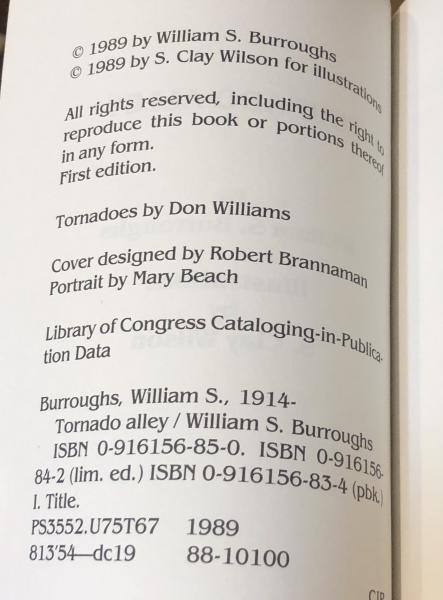 © 1989 by William S. Burroughs
© 1989 by S. Clay Wilson for illustrations
All rights reserved, including the right to
reproduce this book or portions thereof
in any form.
First edition.
Tornadoes by Don Williams
Cover designed by Robert Brannaman
Portrait by Mary Beach
Library of Congress Cataloging-in-Publica-
tion Data
Burroughs, William S., 1914-
Tornado alley / William S. Burroughs
ISBN 0-916156-85-0. ISBN 0-916156-
84-2 (lim. ed.) ISBN 0-916156-83-4 (pbk.)
I. Title.
PS3552.U75T67 1989
813'54—dc19 88-10100
CIP